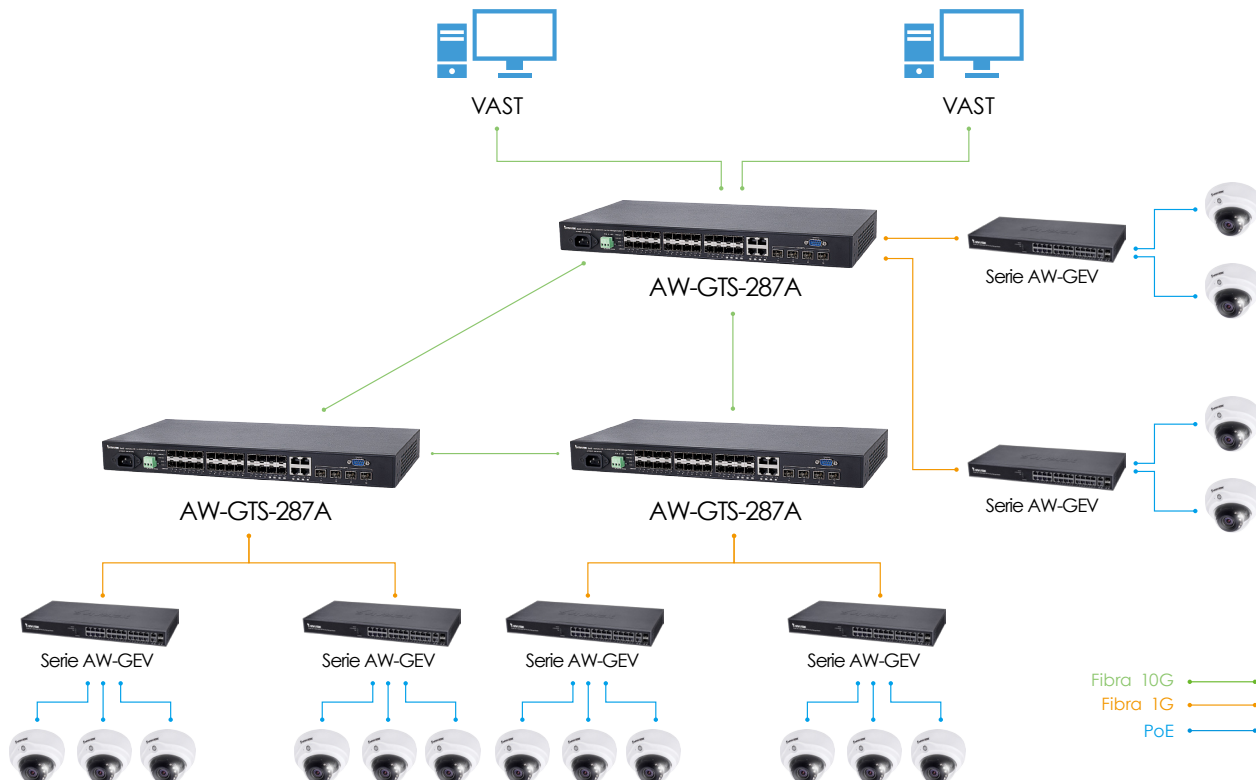 VAST
VAST
AW-GTS-287A
Serie AW-GEV
Serie AW-GEV
AW-GTS-287A
AW-GTS-287A
Serie AW-GEV
Serie AW-GEV
Serie AW-GEV
Serie AW-GEV
Fibra 10G
Fibra 1G
PoE